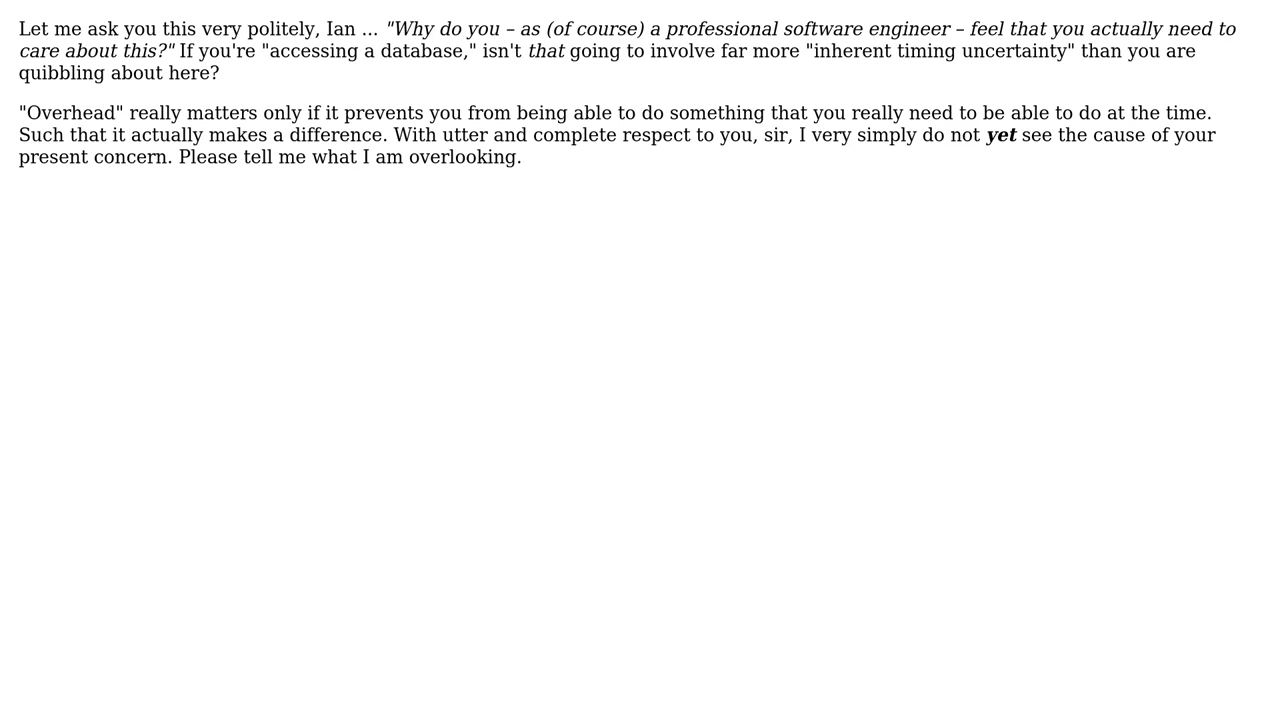 Let me ask you this very politely, Ian ... "Why do you – as (of course) a professional software engineer – feel that you actually need to
care about this?" If you're "accessing a database," isn't that going to involve far more "inherent timing uncertainty" than you are
quibbling about here?
"Overhead" really matters only if it prevents you from being able to do something that you really need to be able to do at the time.
Such that it actually makes a difference. With utter and complete respect to you, sir, I very simply do not yet see the cause of your
present concern. Please tell me what I am overlooking.